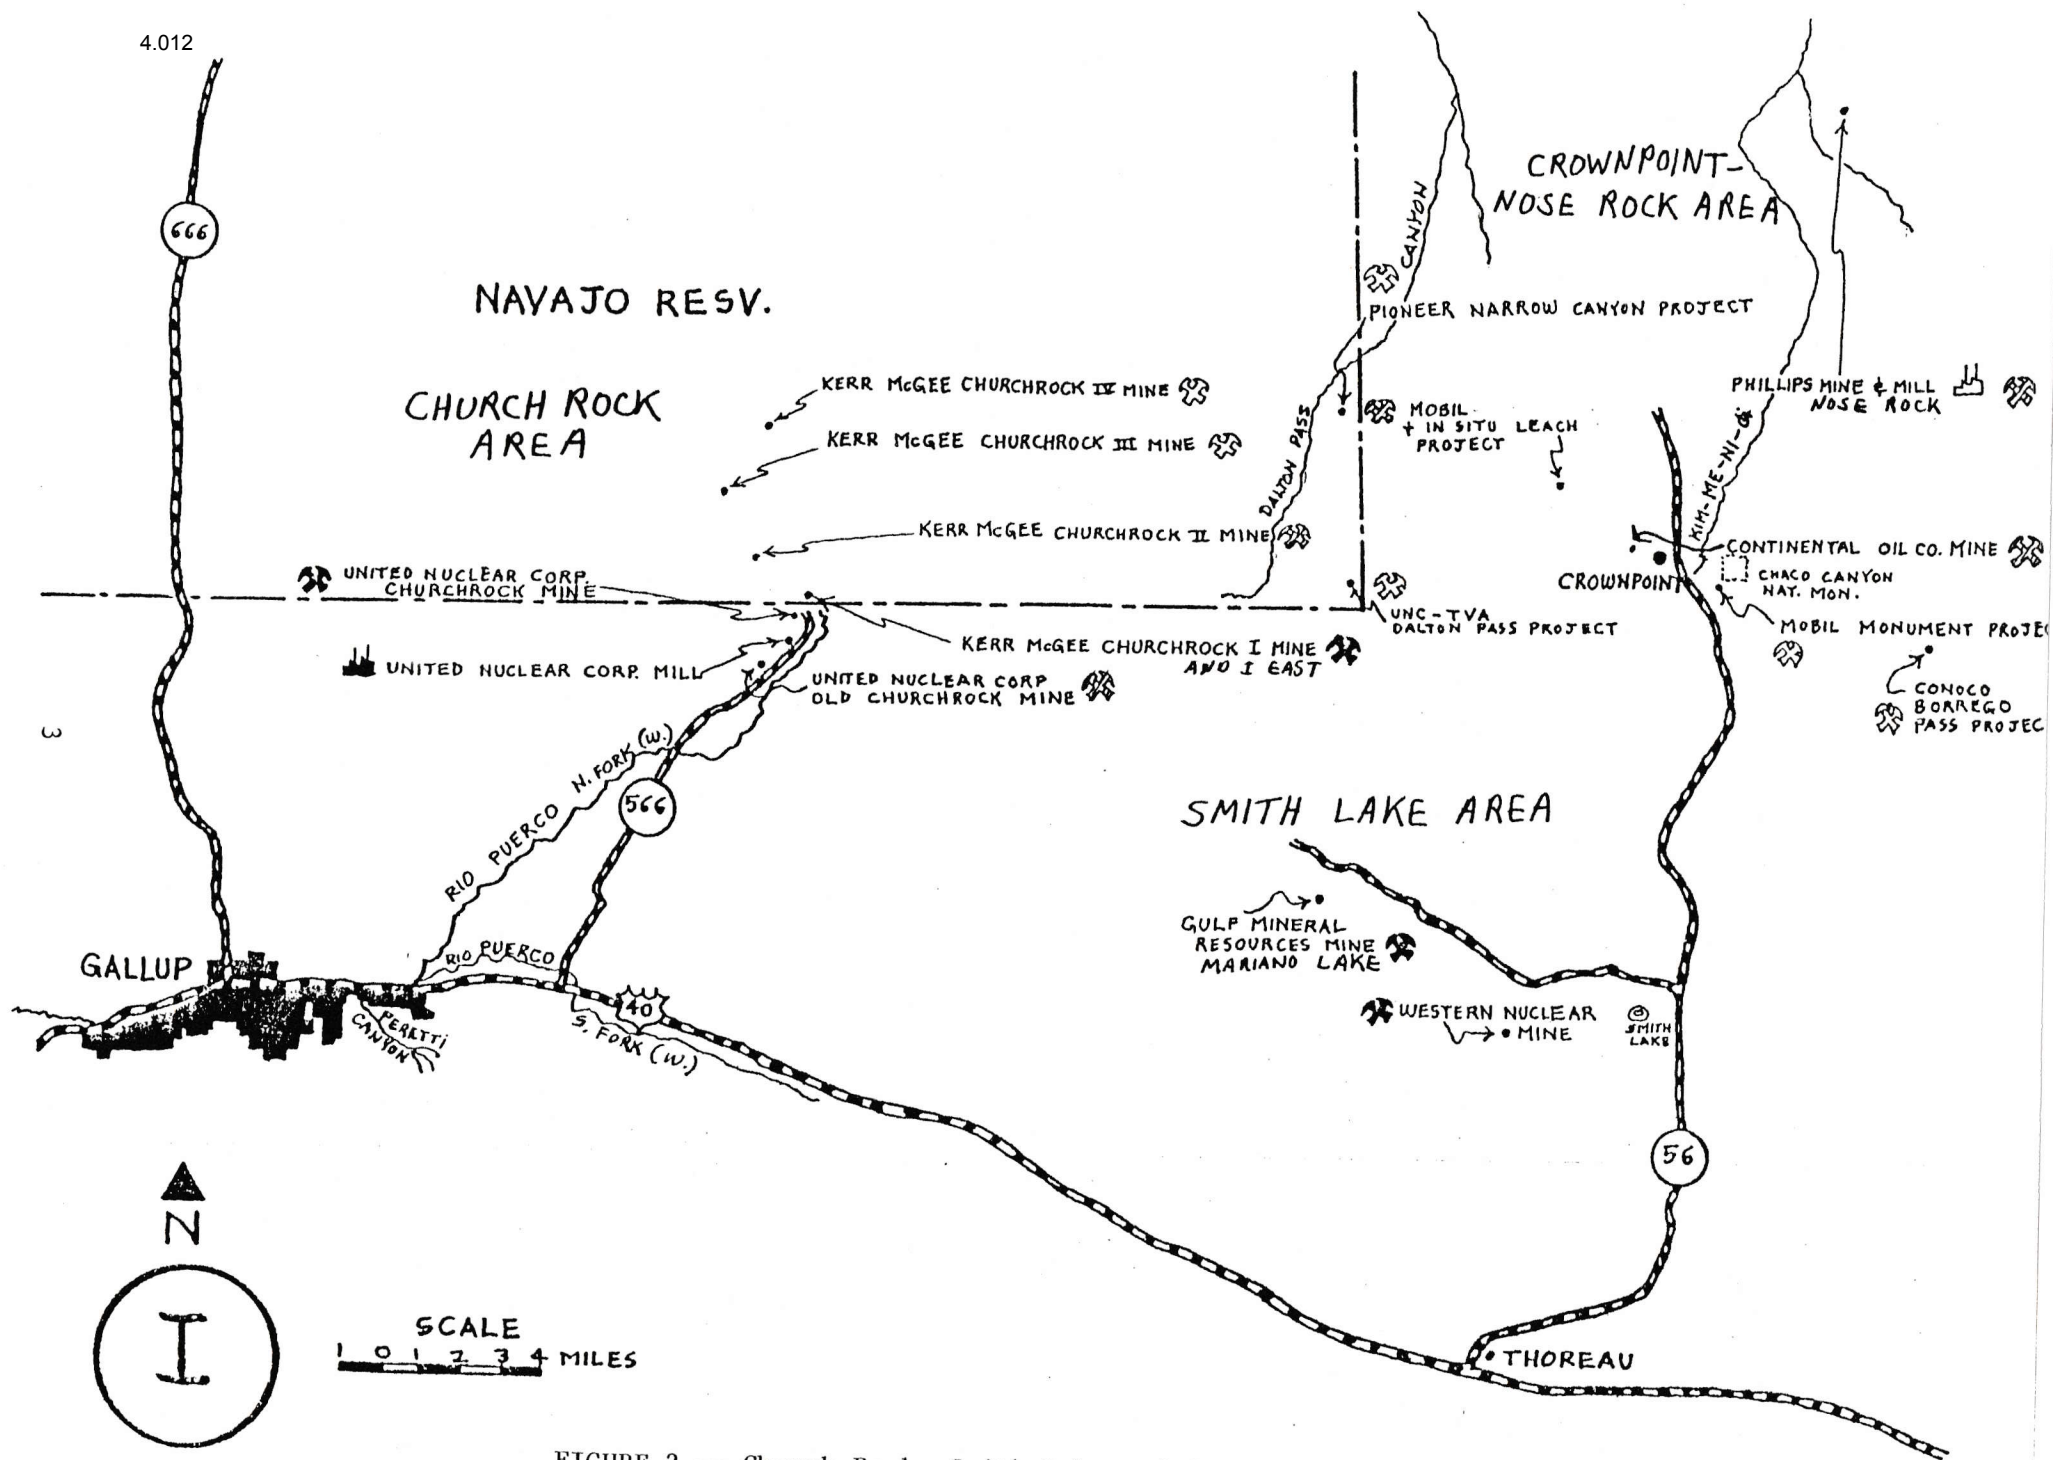 4.012
666
NAVAJO RESV.
CHURCH ROCK
AREA
CROWNPOINT-
NOSE ROCK AREA
CANYON
PIONEER NARROW CANYON PROJECT
KERR McGEE CHURCHROCK IV MINE
KERR McGEE CHURCHROCK III MINE
KERR McGEE CHURCHROCK II MINE
DALTON PASS
MOBIL
+ IN SITU LEACH
PROJECT
PHILLIPS MINE & MILL
NOSE ROCK
KIM-ME-NI-OLI
UNITED NUCLEAR CORP.
CHURCHROCK MINE
CONTINENTAL OIL CO. MINE
CROWNPOINT
CHACO CANYON
NAT. MON.
UNC-TVA
DALTON PASS PROJECT
MOBIL MONUMENT PROJE
KERR McGEE CHURCHROCK I MINE
AND I EAST
UNITED NUCLEAR CORP. MILL
UNITED NUCLEAR CORP
OLD CHURCHROCK MINE
CONOCO
BORREGO
PASS PROJEC
3
RIO PUERCO N. FORK (W.)
566
SMITH LAKE AREA
GULF MINERAL
RESOURCES MINE
MARIANO LAKE
GALLUP
RIO PUERCO
40
PERETTI
CANYON
S. FORK (W.)
WESTERN NUCLEAR
MINE
SMITH
LAKE
56
N
SCALE
1 0 1 2 3 4 MILES
THOREAU